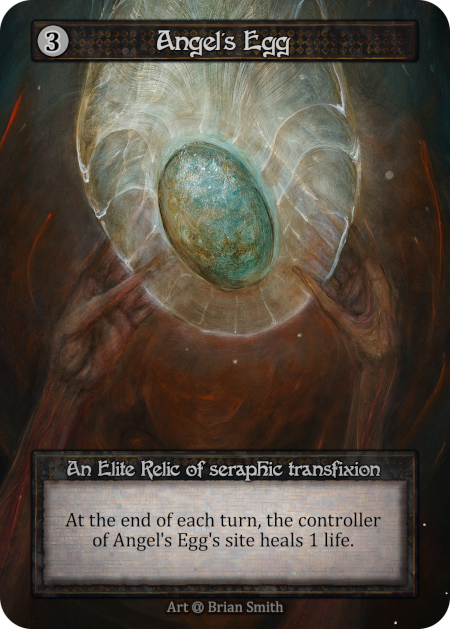 3
Angel's Egg
An Elite Relic of seraphic transfixion
At the end of each turn, the controller
of Angel's Egg's site heals 1 life.
Art @ Brian Smith